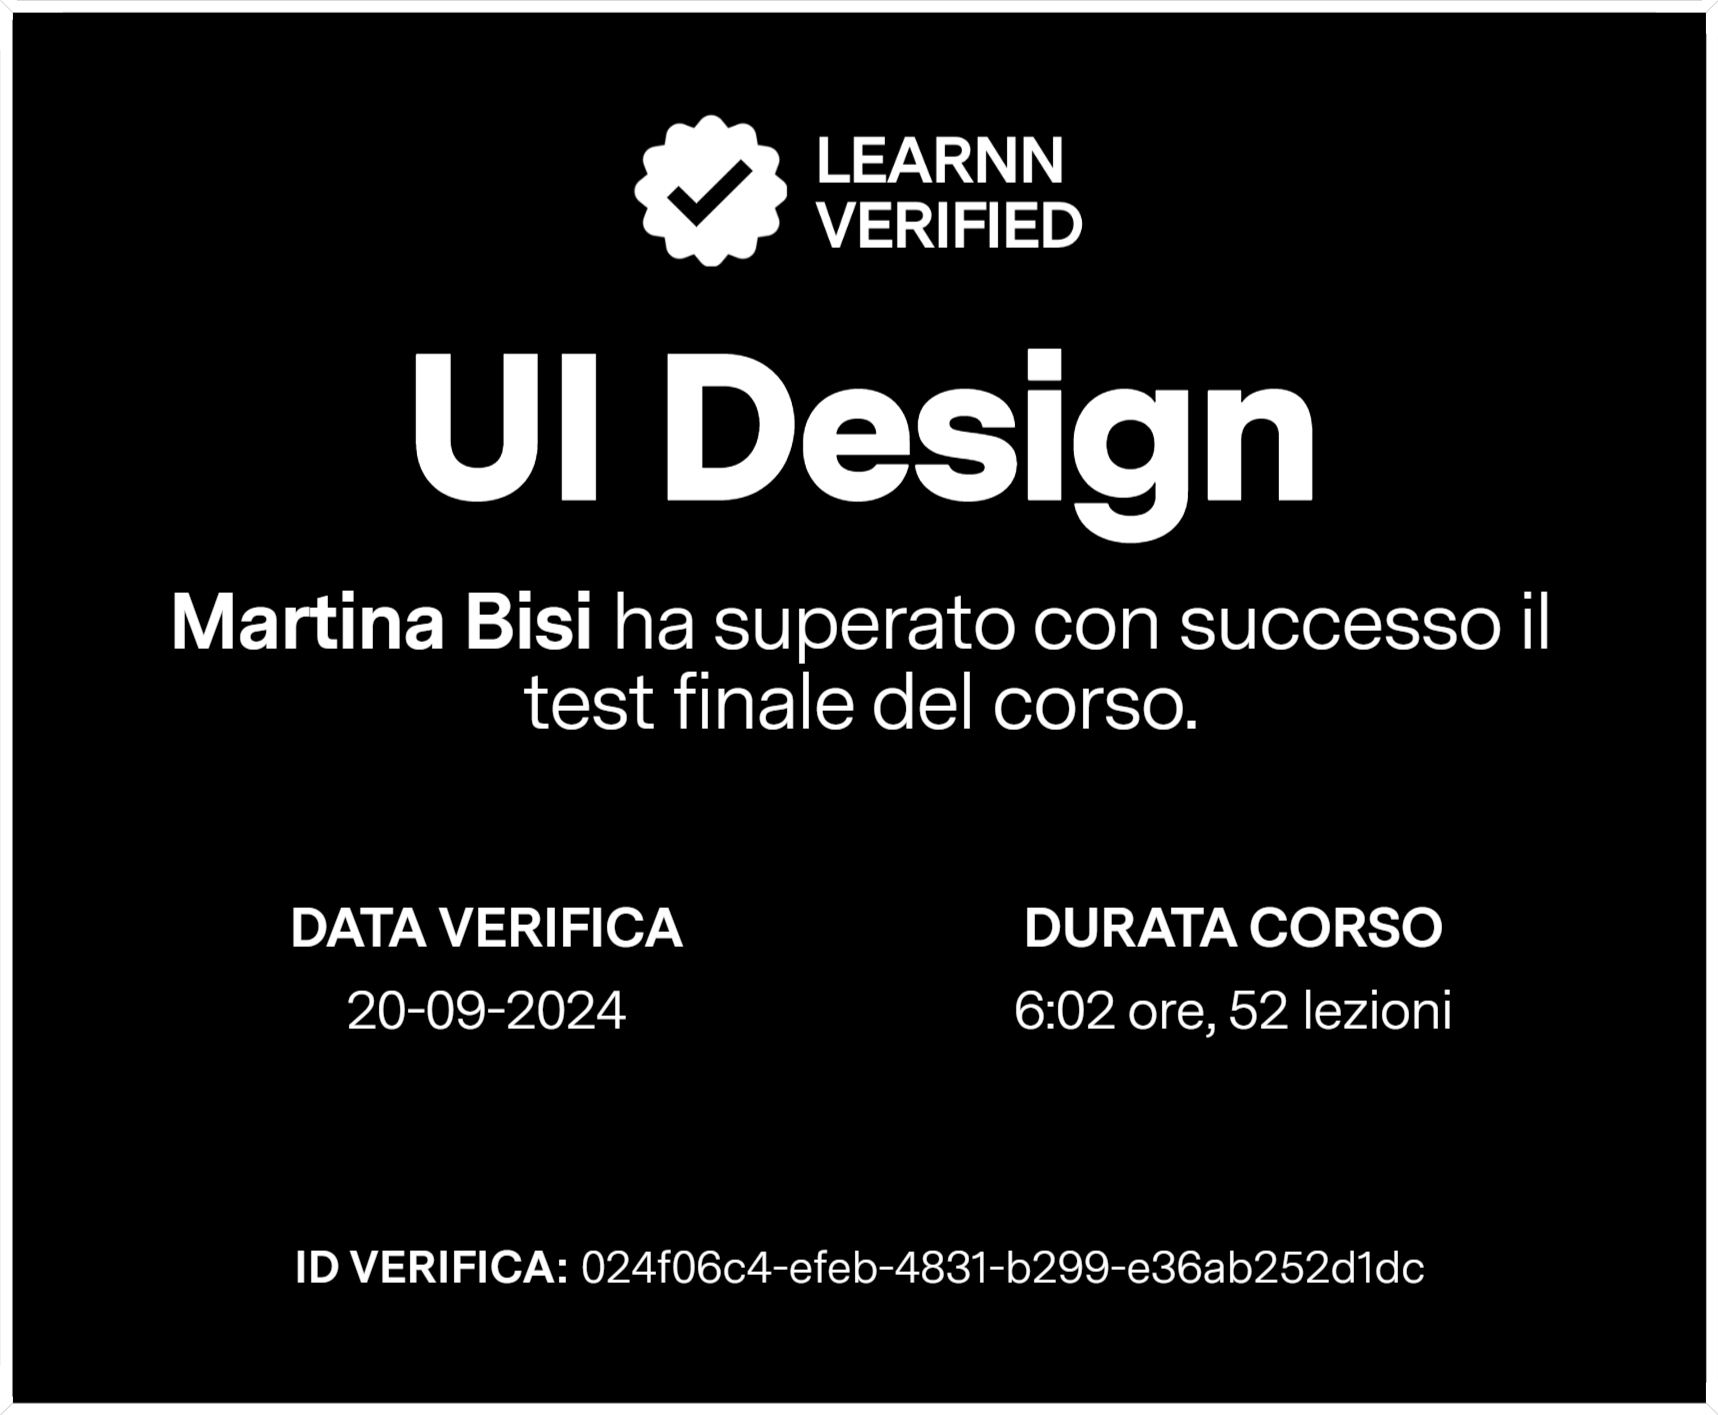 LEARNN
VERIFIED
UI Design
Martina Bisi ha superato con successo il
test finale del corso.
DATA VERIFICA
20-09-2024
DURATA CORSO
6:02 ore, 52 lezioni
ID VERIFICA: 024f06c4-efeb-4831-b299-e36ab252d1dc